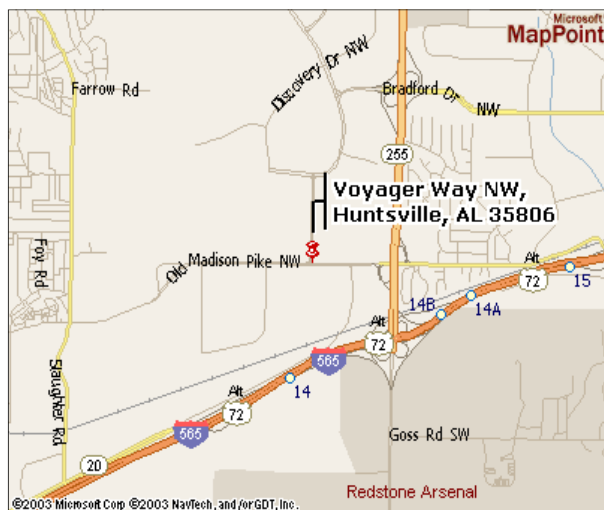 Microsoft
MapPoint
Discovery Dr NW
Farrow Rd
Bradford Dr
NW
255
Voyager Way NW,
Huntsville, AL 35806
Foy Rd
Old
Madison Pike NW
Alt
72
15
14B
14A
Alt
72
565
14
Slaughter Rd
Alt
72
565
Goss Rd SW
20
Redstone Arsenal
©2003 Microsoft Corp ©2003 NavTech, and/or GDT, Inc.